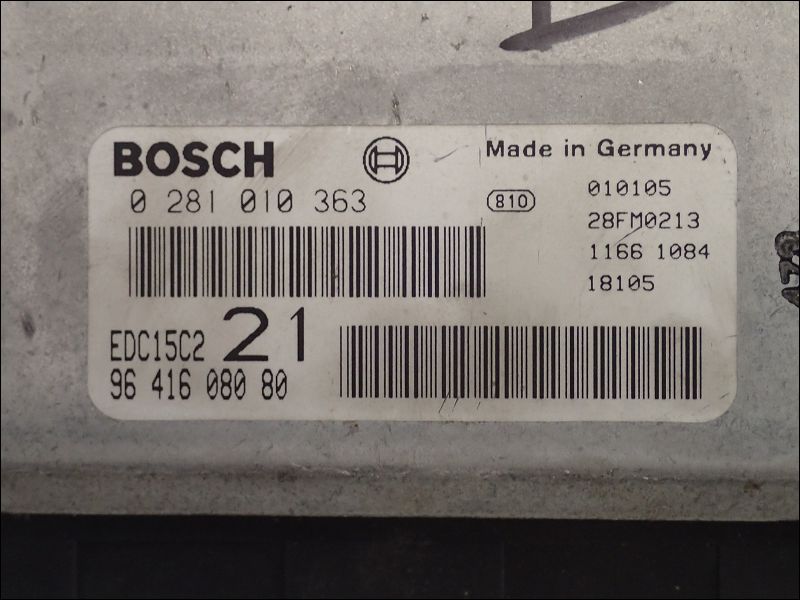 BOSCH
Made in Germany
0 281 010 363
810
010105
28FM0213
1166 1084
18105
EDC15C2 21
96 416 080 80